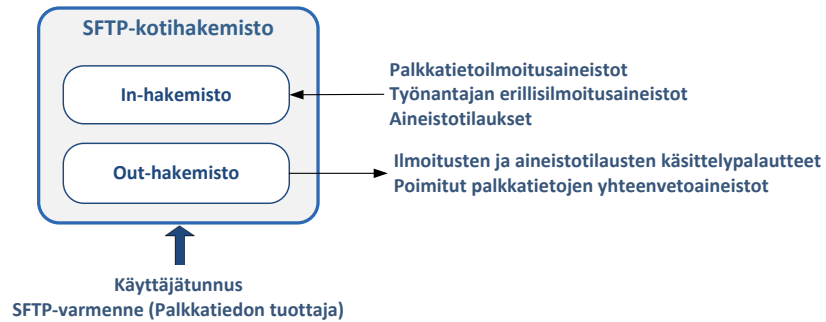 SFTP-kotihakemisto
In-hakemisto
Palkkatietoilmoitusaineistot
Työnantajan erillisilmoitusaineistot
Aineistotilaukset
Out-hakemisto
Ilmoitusten ja aineistotilausten käsittelypalautteet
Poimitut palkkatietojen yhteenvetoaineistot
Käyttäjätunnus
SFTP-varmenne (Palkkatiedon tuottaja)